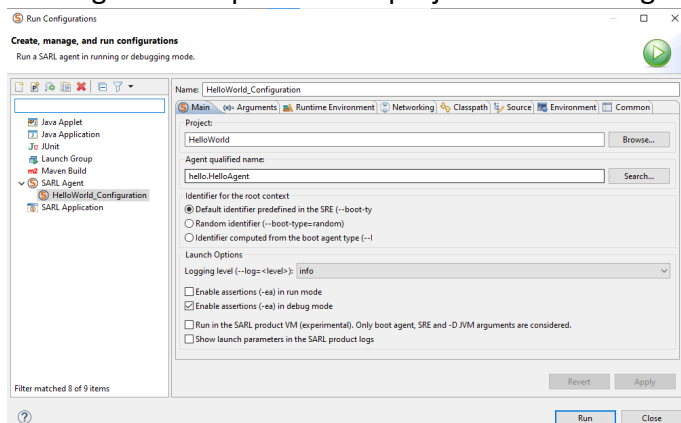 Run Configurations
Create, manage, and run configurations
Run a SARL agent in running or debugging mode.
Name: HelloWorld_Configuration
Main (x)= Arguments Runtime Environment Networking Classpath Source Environment Common
Java Applet
Java Application
Ju JUnit
Launch Group
m2 Maven Build
SARL Agent
HelloWorld_Configuration
SARL Application
Filter matched 8 of 9 items
Project:
HelloWorld Browse...
Agent qualified name:
hello.HelloAgent Search...
Identifier for the root context
Default identifier predefined in the SRE (--boot-ty
Random identifier (--boot-type=random)
Identifier computed from the boot agent type (--l
Launch Options
Logging level (--log=<level>): info
Enable assertions (-ea) in run mode
Enable assertions (-ea) in debug mode
Run in the SARL product VM (experimental). Only boot agent, SRE and -D JVM arguments are considered.
Show launch parameters in the SARL product logs
Revert Apply
Run Close